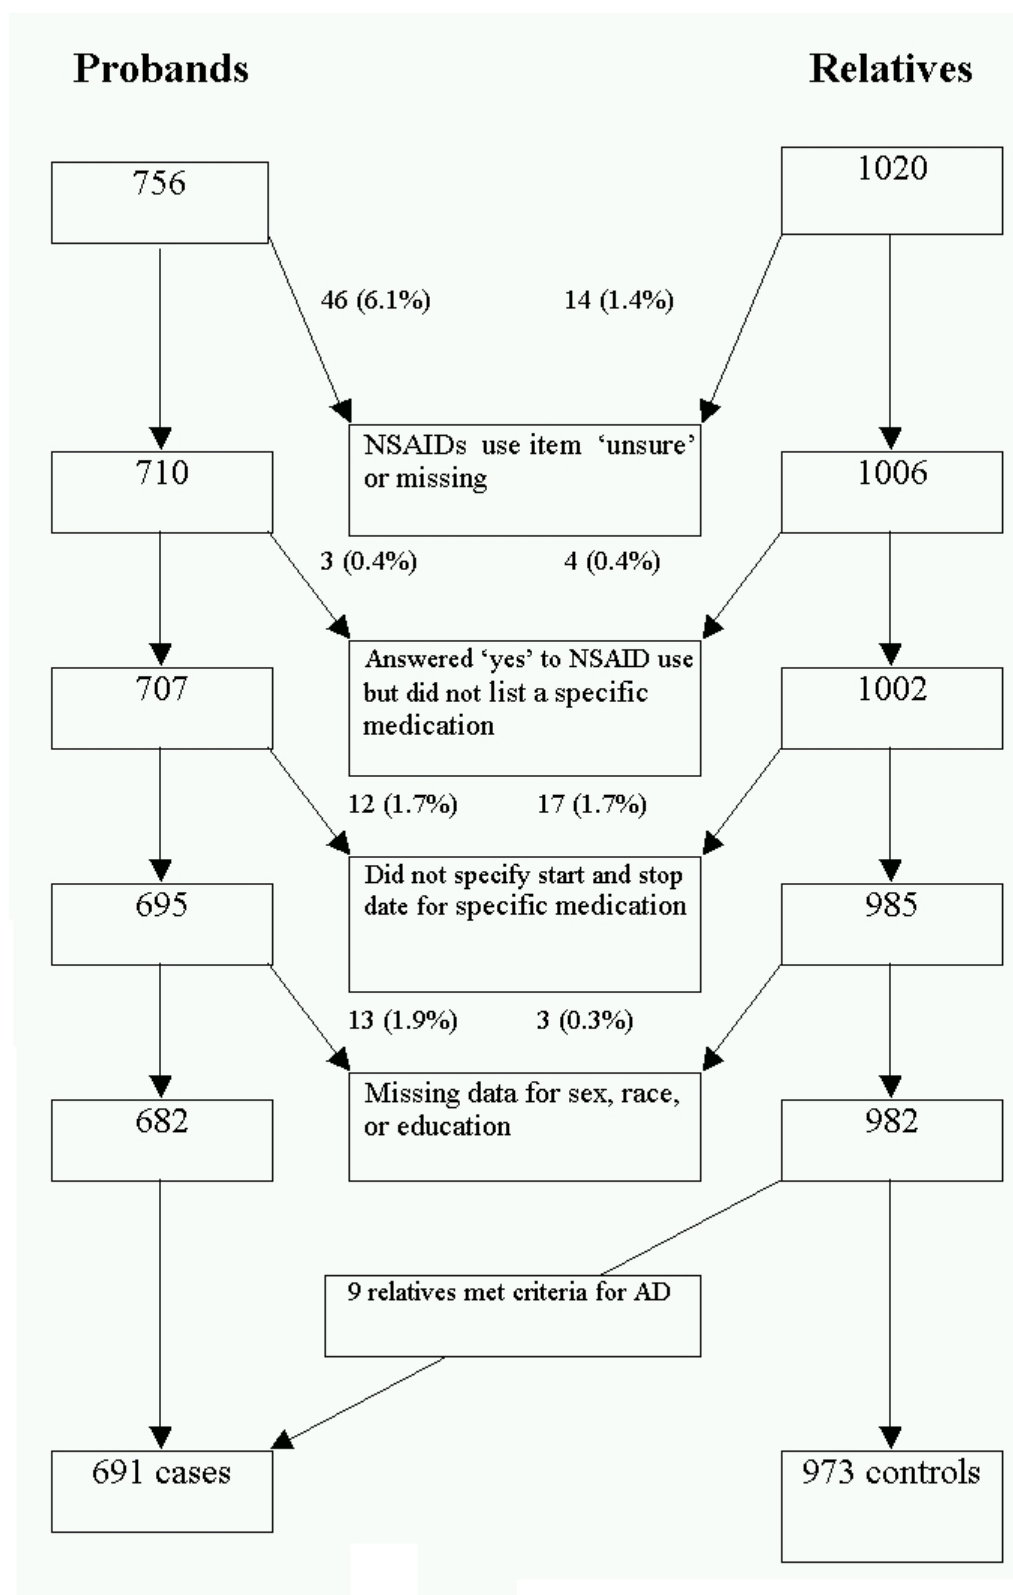 Probands
Relatives
756
1020
46 (6.1%)
14 (1.4%)
NSAIDs use item ‘unsure’
or missing
710
1006
3 (0.4%)
4 (0.4%)
Answered ‘yes’ to NSAID use
but did not list a specific
medication
707
1002
12 (1.7%)
17 (1.7%)
Did not specify start and stop
date for specific medication
695
985
13 (1.9%)
3 (0.3%)
Missing data for sex, race,
or education
682
982
9 relatives met criteria for AD
691 cases
973 controls